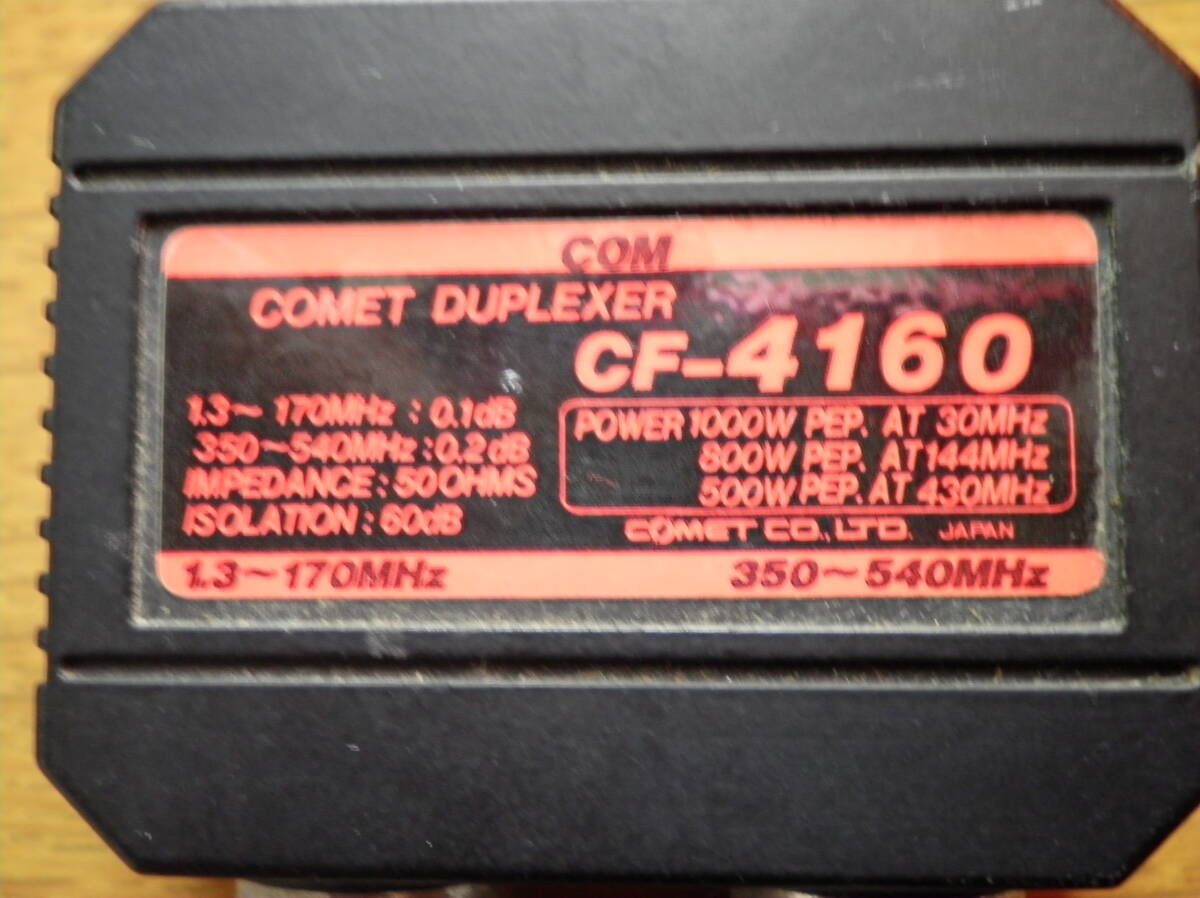 COM
COMET DUPLEXER
CF-4160
1.3~ 170MHz : 0.1dB
350~540MHz : 0.2dB
IMPEDANCE : 50OHMS
ISOLATION : 60dB
POWER 1000W PEP. AT 30MHz
800W PEP. AT 144MHz
500W PEP. AT 430MHz
COMET CO., LTD. JAPAN
1.3~170MHz
350~540MHz